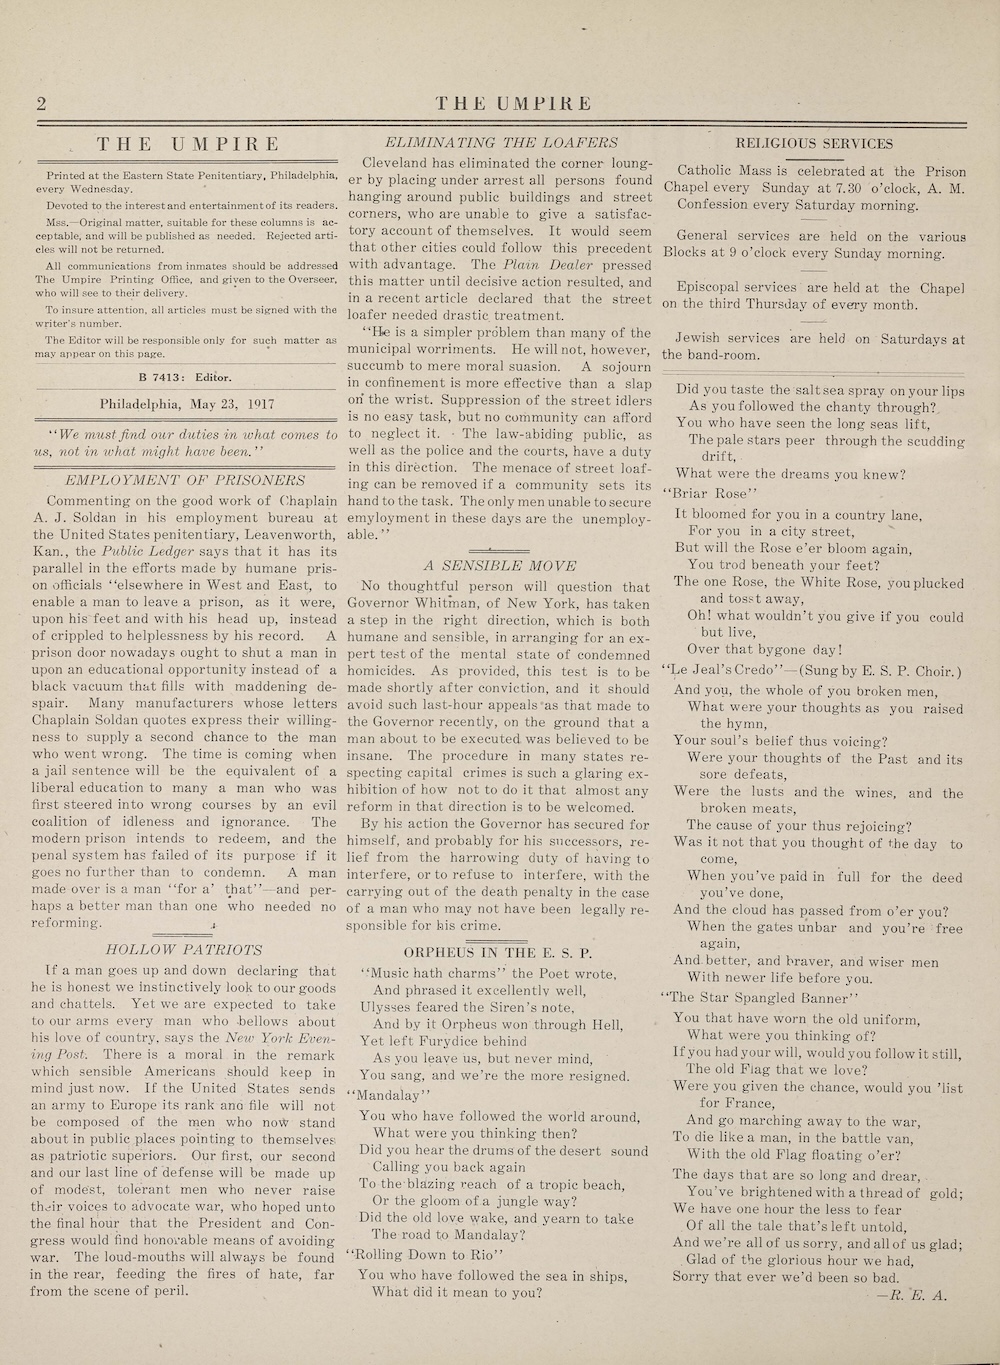 2
THE UMPIRE
THE UMPIRE
Printed at the Eastern State Penitentiary, Philadelphia,
every Wednesday.
Devoted to the interest and entertainment of its readers.
Mss.—Original matter, suitable for these columns is ac-
ceptable, and will be published as needed. Rejected arti-
cles will not be returned.
All communications from inmates should be addressed
The Umpire Printing Office, and given to the Overseer,
who will see to their delivery.
To insure attention, all articles must be signed with the
writer's number.
The Editor will be responsible only for such matter as
may appear on this page.
B 7413: Editor.
Philadelphia, May 23, 1917
"We must find our duties in what comes to
us, not in what might have been."
EMPLOYMENT OF PRISONERS
Commenting on the good work of Chaplain
A. J. Soldan in his employment bureau at
the United States penitentiary, Leavenworth,
Kan., the Public Ledger says that it has its
parallel in the efforts made by humane pris-
on officials "elsewhere in West and East, to
enable a man to leave a prison, as it were,
upon his feet and with his head up, instead
of crippled to helplessness by his record. A
prison door nowadays ought to shut a man in
upon an educational opportunity instead of a
black vacuum that fills with maddening de-
spair. Many manufacturers whose letters
Chaplain Soldan quotes express their willing-
ness to supply a second chance to the man
who went wrong. The time is coming when
a jail sentence will be the equivalent of a
liberal education to many a man who was
first steered into wrong courses by an evil
coalition of idleness and ignorance. The
modern prison intends to redeem, and the
penal system has failed of its purpose if it
goes no further than to condemn. A man
made over is a man "for a' that"—and per-
haps a better man than one who needed no
reforming.
HOLLOW PATRIOTS
If a man goes up and down declaring that
he is honest we instinctively look to our goods
and chattels. Yet we are expected to take
to our arms every man who bellows about
his love of country, says the New York Even-
ing Post. There is a moral in the remark
which sensible Americans should keep in
mind just now. If the United States sends
an army to Europe its rank and file will not
be composed of the men who now stand
about in public places pointing to themselves
as patriotic superiors. Our first, our second
and our last line of defense will be made up
of modest, tolerant men who never raise
their voices to advocate war, who hoped unto
the final hour that the President and Con-
gress would find honorable means of avoiding
war. The loud-mouths will always be found
in the rear, feeding the fires of hate, far
from the scene of peril.
ELIMINATING THE LOAFERS
Cleveland has eliminated the corner loung-
er by placing under arrest all persons found
hanging around public buildings and street
corners, who are unable to give a satisfac-
tory account of themselves. It would seem
that other cities could follow this precedent
with advantage. The Plain Dealer pressed
this matter until decisive action resulted, and
in a recent article declared that the street
loafer needed drastic treatment.
"He is a simpler problem than many of the
municipal worriments. He will not, however,
succumb to mere moral suasion. A sojourn
in confinement is more effective than a slap
on the wrist. Suppression of the street idlers
is no easy task, but no community can afford
to neglect it. The law-abiding public, as
well as the police and the courts, have a duty
in this direction. The menace of street loaf-
ing can be removed if a community sets its
hand to the task. The only men unable to secure
emyloyment in these days are the unemploy-
able."
A SENSIBLE MOVE
No thoughtful person will question that
Governor Whitman, of New York, has taken
a step in the right direction, which is both
humane and sensible, in arranging for an ex-
pert test of the mental state of condemned
homicides. As provided, this test is to be
made shortly after conviction, and it should
avoid such last-hour appeals as that made to
the Governor recently, on the ground that a
man about to be executed was believed to be
insane. The procedure in many states re-
specting capital crimes is such a glaring ex-
hibition of how not to do it that almost any
reform in that direction is to be welcomed.
By his action the Governor has secured for
himself, and probably for his successors, re-
lief from the harrowing duty of having to
interfere, or to refuse to interfere, with the
carrying out of the death penalty in the case
of a man who may not have been legally re-
sponsible for his crime.
ORPHEUS IN THE E. S. P.
"Music hath charms" the Poet wrote,
And phrased it excellently well,
Ulysses feared the Siren's note,
And by it Orpheus won through Hell,
Yet left Furydice behind
As you leave us, but never mind,
You sang, and we're the more resigned.
"Mandalay"
You who have followed the world around,
What were you thinking then?
Did you hear the drums of the desert sound
Calling you back again
To the blazing reach of a tropic beach,
Or the gloom of a jungle way?
Did the old love wake, and yearn to take
The road to Mandalay?
"Rolling Down to Rio"
You who have followed the sea in ships,
What did it mean to you?
RELIGIOUS SERVICES
Catholic Mass is celebrated at the Prison
Chapel every Sunday at 7.30 o'clock, A. M.
Confession every Saturday morning.
General services are held on the various
Blocks at 9 o'clock every Sunday morning.
Episcopal services are held at the Chapel
on the third Thursday of every month.
Jewish services are held on Saturdays at
the band-room.
Did you taste the salt sea spray on your lips
As you followed the chanty through?
You who have seen the long seas lift,
The pale stars peer through the scudding
drift,
What were the dreams you knew?
"Briar Rose"
It bloomed for you in a country lane,
For you in a city street,
But will the Rose e'er bloom again,
You trod beneath your feet?
The one Rose, the White Rose, you plucked
and tosst away,
Oh! what wouldn't you give if you could
but live,
Over that bygone day!
"Le Jeal's Credo"—(Sung by E. S. P. Choir.)
And you, the whole of you broken men,
What were your thoughts as you raised
the hymn,
Your soul's belief thus voicing?
Were your thoughts of the Past and its
sore defeats,
Were the lusts and the wines, and the
broken meats,
The cause of your thus rejoicing?
Was it not that you thought of the day to
come,
When you've paid in full for the deed
you've done,
And the cloud has passed from o'er you?
When the gates unbar and you're free
again,
And better, and braver, and wiser men
With newer life before you.
"The Star Spangled Banner"
You that have worn the old uniform,
What were you thinking of?
If you had your will, would you follow it still,
The old Flag that we love?
Were you given the chance, would you 'list
for France,
And go marching away to the war,
To die like a man, in the battle van,
With the old Flag floating o'er?
The days that are so long and drear,
You've brightened with a thread of gold;
We have one hour the less to fear
Of all the tale that's left untold,
And we're all of us sorry, and all of us glad;
Glad of the glorious hour we had,
Sorry that ever we'd been so bad.
—R. E. A.